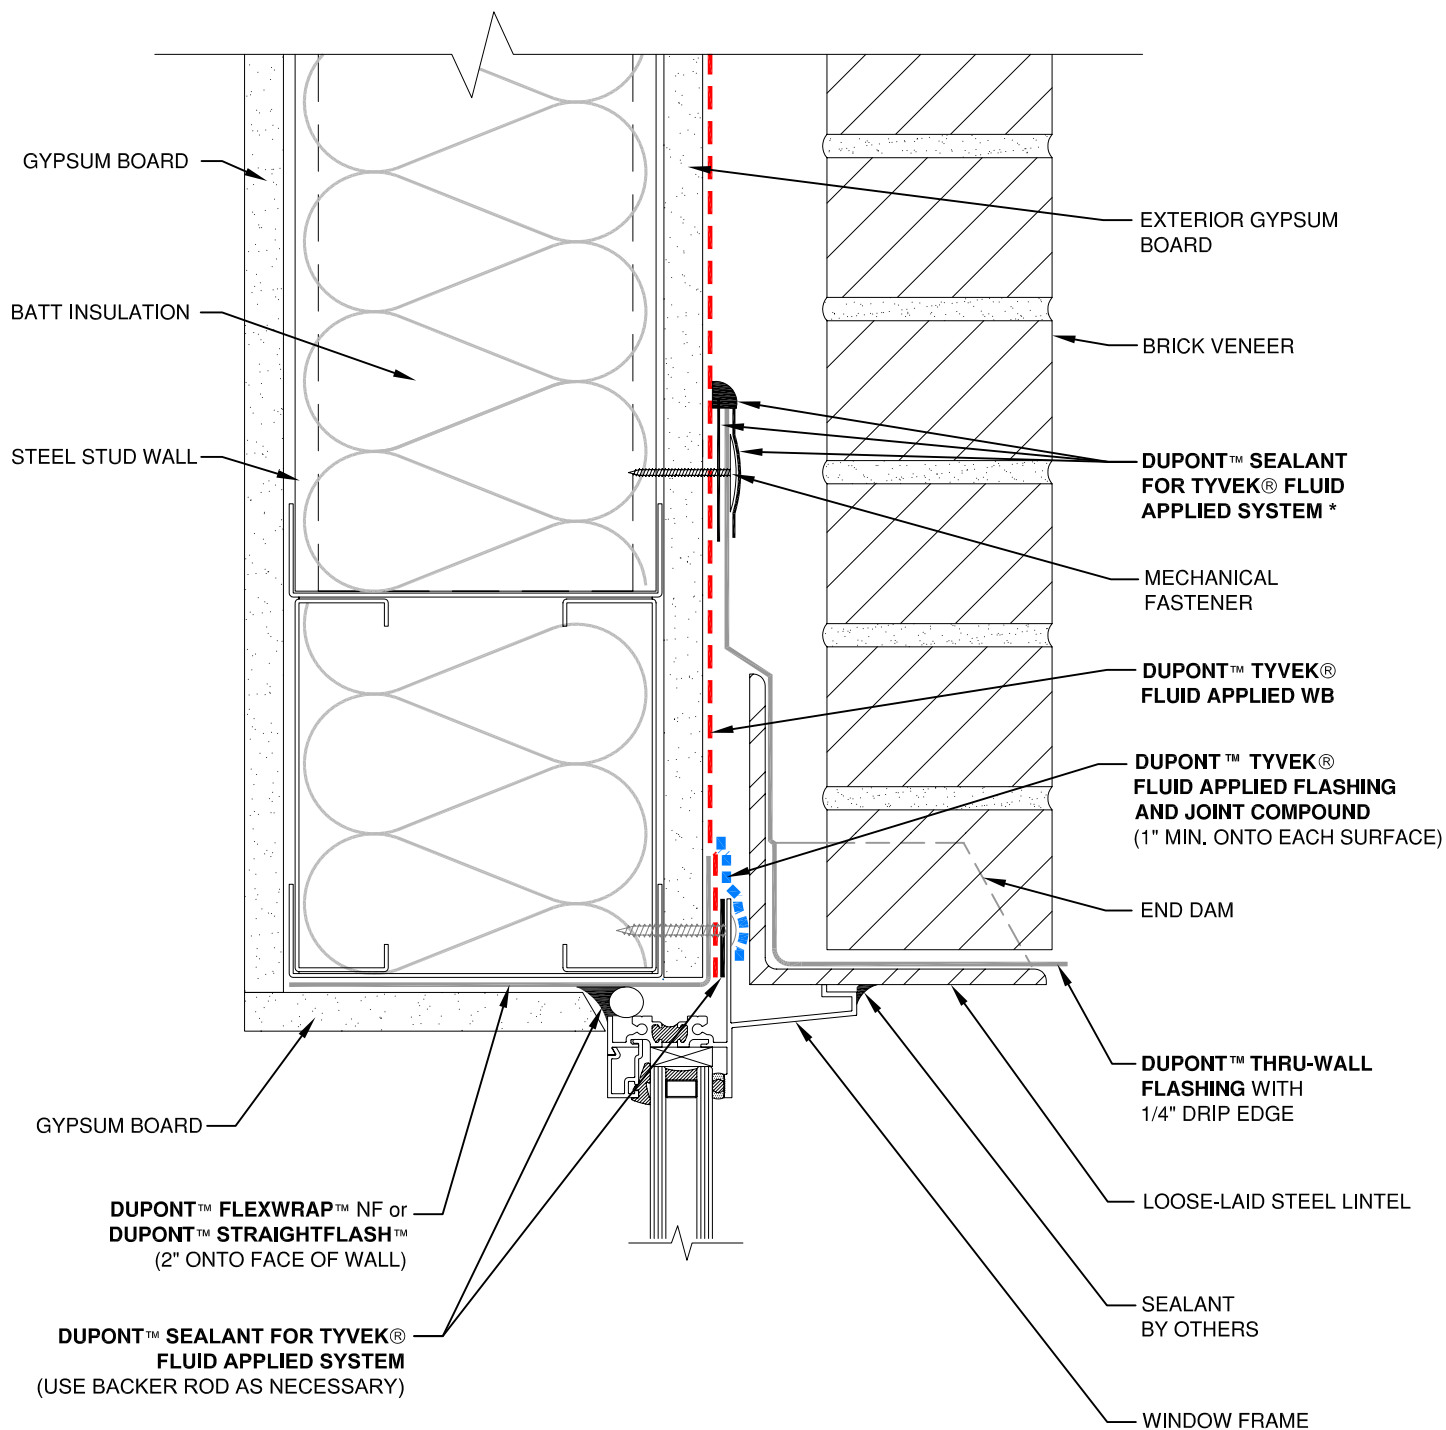 GYPSUM BOARD
BATT INSULATION
STEEL STUD WALL
GYPSUM BOARD
DUPONT™ FLEXWRAP™ NF or
DUPONT™ STRAIGHTFLASH™
(2" ONTO FACE OF WALL)
DUPONT™ SEALANT FOR TYVEK®
FLUID APPLIED SYSTEM
(USE BACKER ROD AS NECESSARY)
EXTERIOR GYPSUM
BOARD
BRICK VENEER
DUPONT™ SEALANT
FOR TYVEK® FLUID
APPLIED SYSTEM *
MECHANICAL
FASTENER
DUPONT™ TYVEK®
FLUID APPLIED WB
DUPONT™ TYVEK®
FLUID APPLIED FLASHING
AND JOINT COMPOUND
(1" MIN. ONTO EACH SURFACE)
END DAM
DUPONT™ THRU-WALL
FLASHING WITH
1/4" DRIP EDGE
LOOSE-LAID STEEL LINTEL
SEALANT
BY OTHERS
WINDOW FRAME